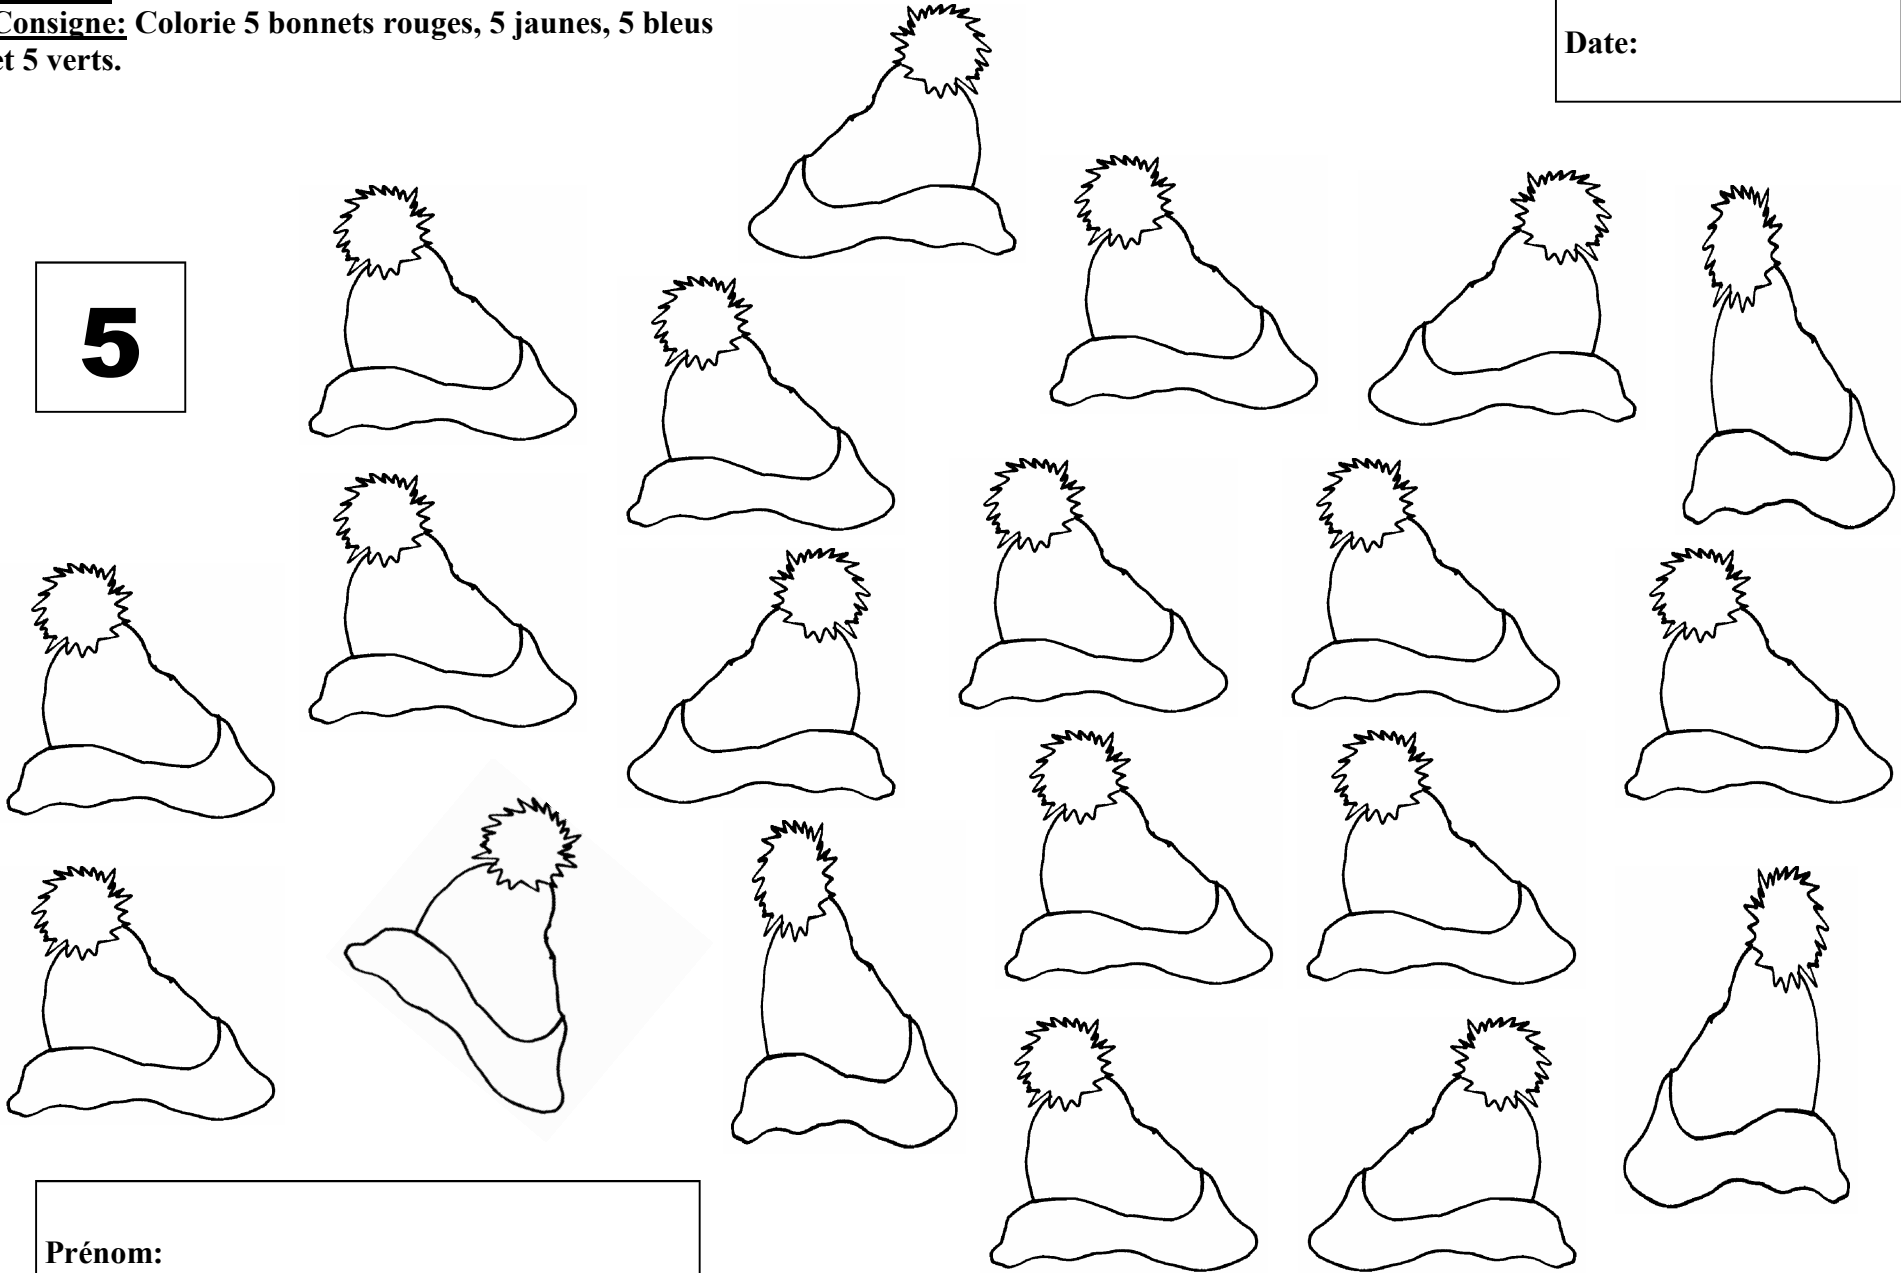 Consigne: Colorie 5 bonnets rouges, 5 jaunes, 5 bleus
et 5 verts.
Date:
5
Prénom: